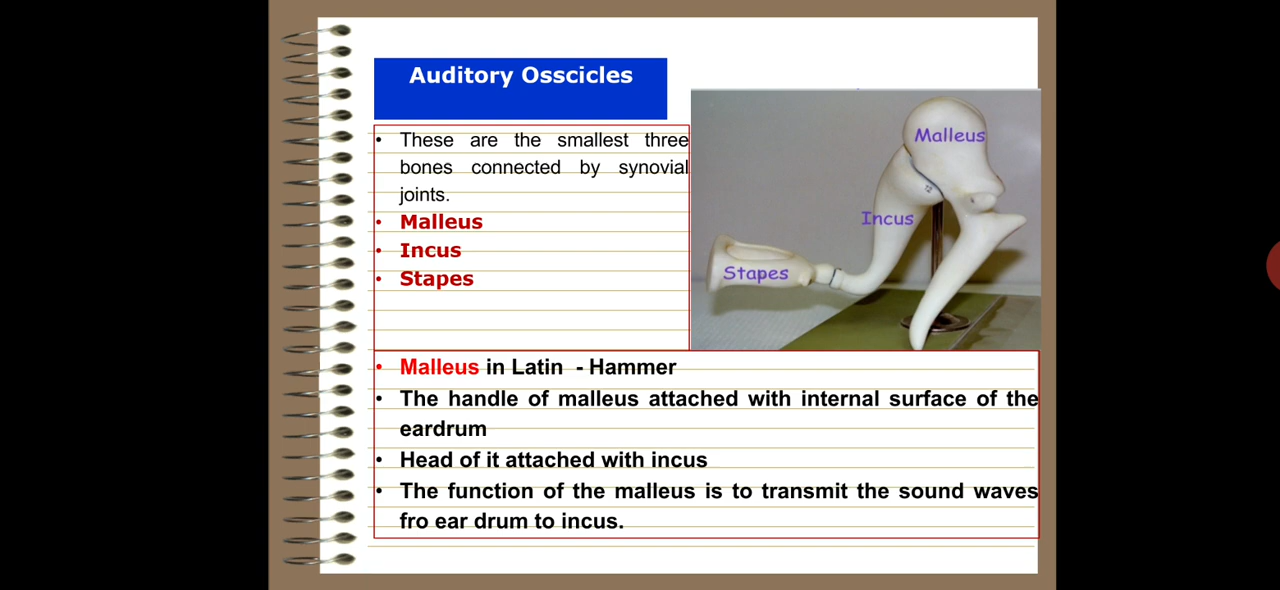 Auditory Osscicles
• These are the smallest three
bones connected by synovial
joints.
• Malleus
• Incus
• Stapes
Malleus
Incus
Stapes
• Malleus in Latin - Hammer
• The handle of malleus attached with internal surface of the
eardrum
• Head of it attached with incus
• The function of the malleus is to transmit the sound waves
fro ear drum to incus.